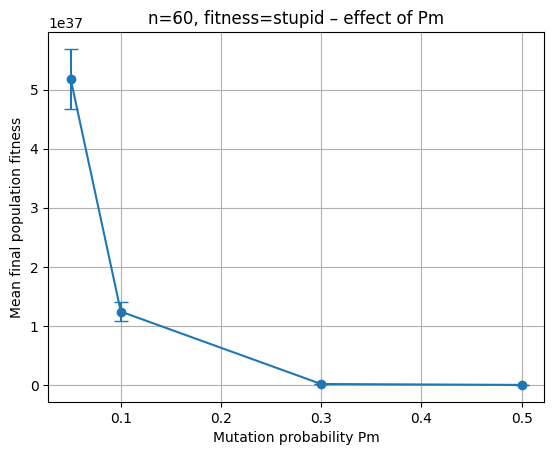 n=60, fitness=stupid – effect of Pm
1e37
5
4
3
2
1
0
Mean final population fitness
0.1 0.2 0.3 0.4 0.5
Mutation probability Pm